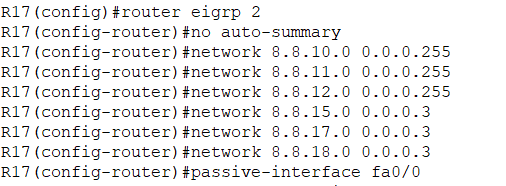 R17(config)#router eigrp 2
R17(config-router)#no auto-summary
R17(config-router)#network 8.8.10.0 0.0.0.255
R17(config-router)#network 8.8.11.0 0.0.0.255
R17(config-router)#network 8.8.12.0 0.0.0.255
R17(config-router)#network 8.8.15.0 0.0.0.3
R17(config-router)#network 8.8.17.0 0.0.0.3
R17(config-router)#network 8.8.18.0 0.0.0.3
R17(config-router)#passive-interface fa0/0